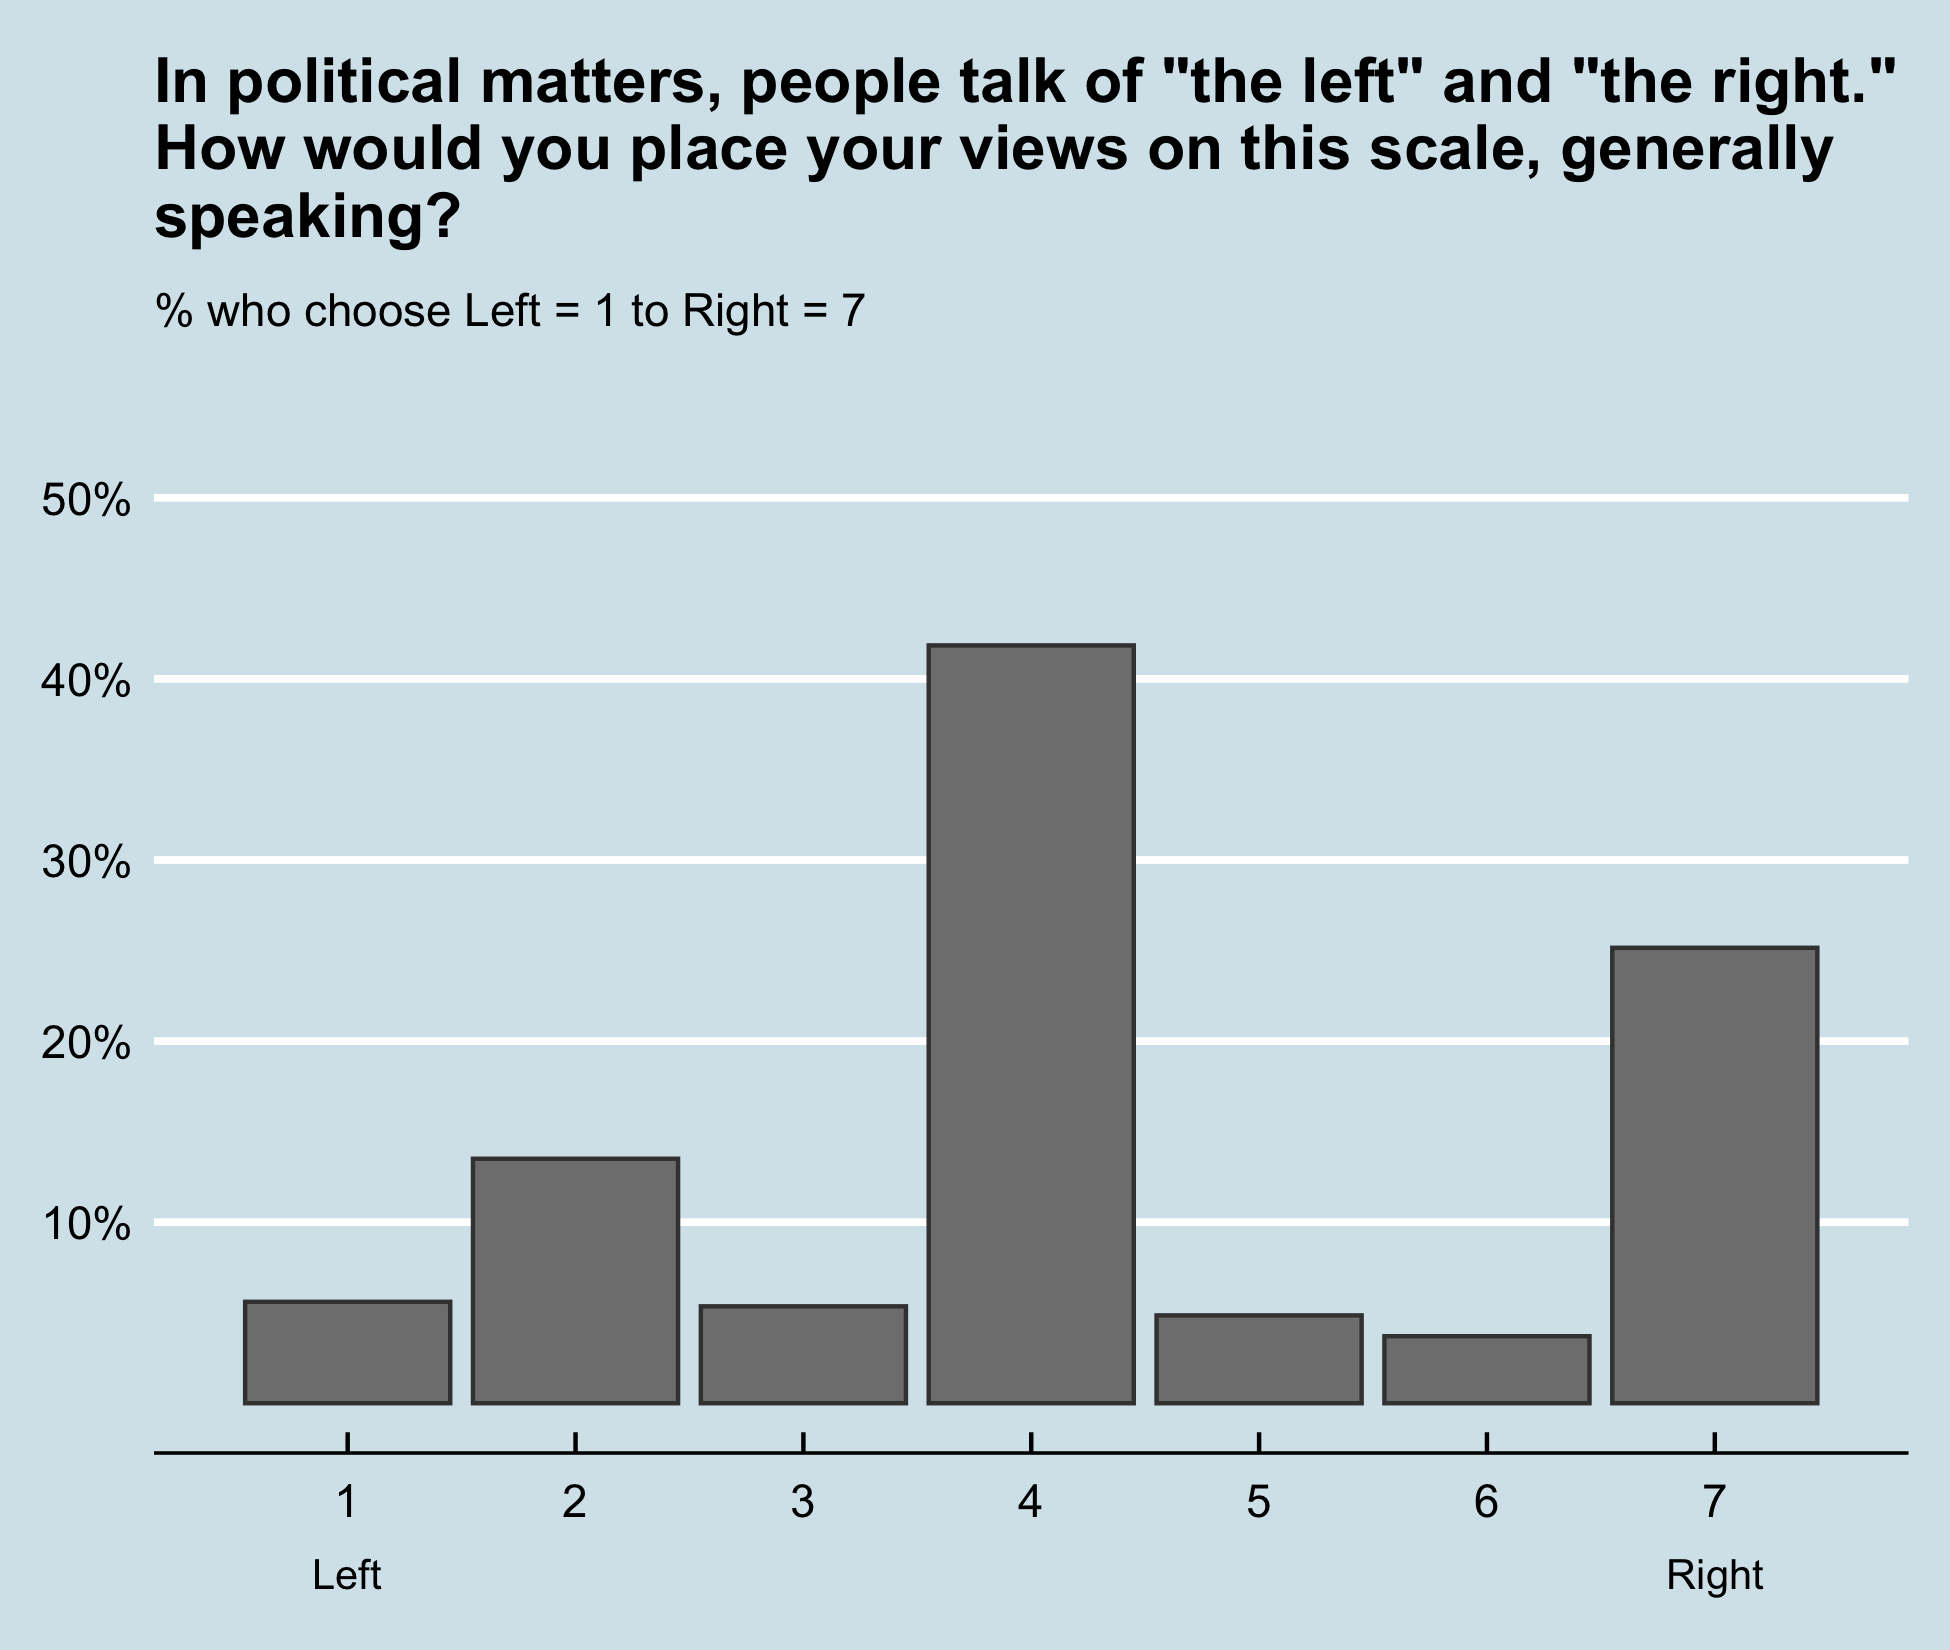 In political matters, people talk of "the left" and "the right."
How would you place your views on this scale, generally
speaking?
% who choose Left = 1 to Right = 7
50%
40%
30%
20%
10%
1 2 3 4 5 6 7
Left Right